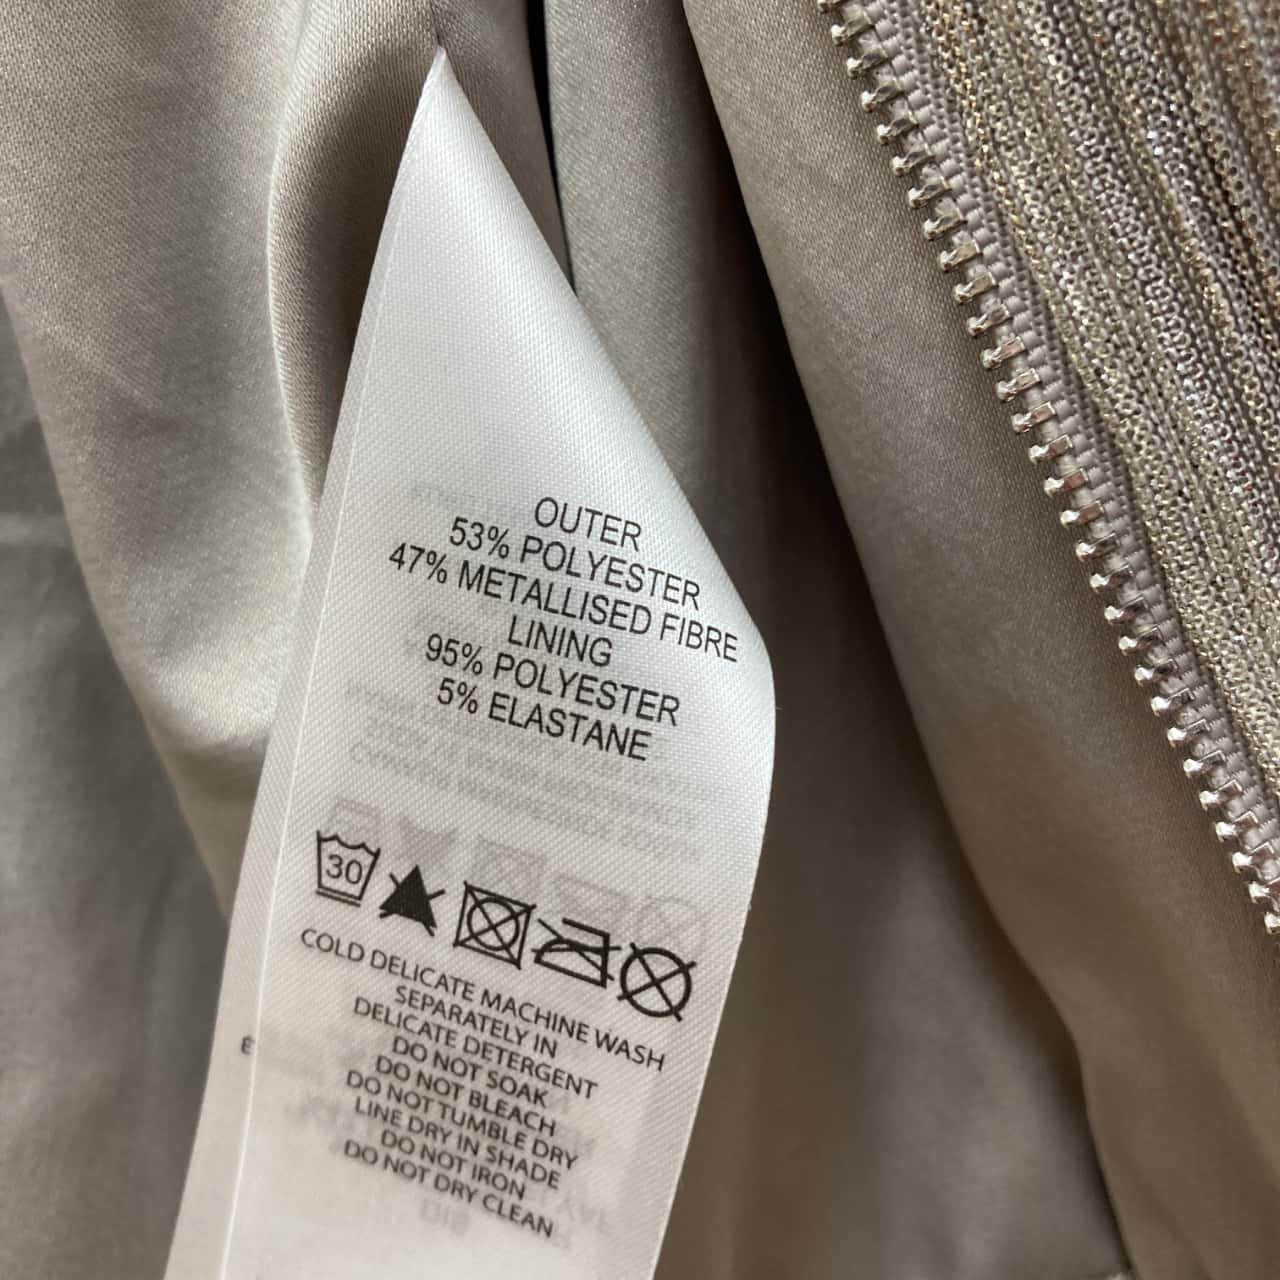 OUTER
53% POLYESTER
47% METALLISED FIBRE
LINING
95% POLYESTER
5% ELASTANE
30
COLD DELICATE MACHINE WASH
SEPARATELY IN
DELICATE DETERGENT
DO NOT SOAK
DO NOT BLEACH
DO NOT TUMBLE DRY
LINE DRY IN SHADE
DO NOT IRON
DO NOT DRY CLEAN